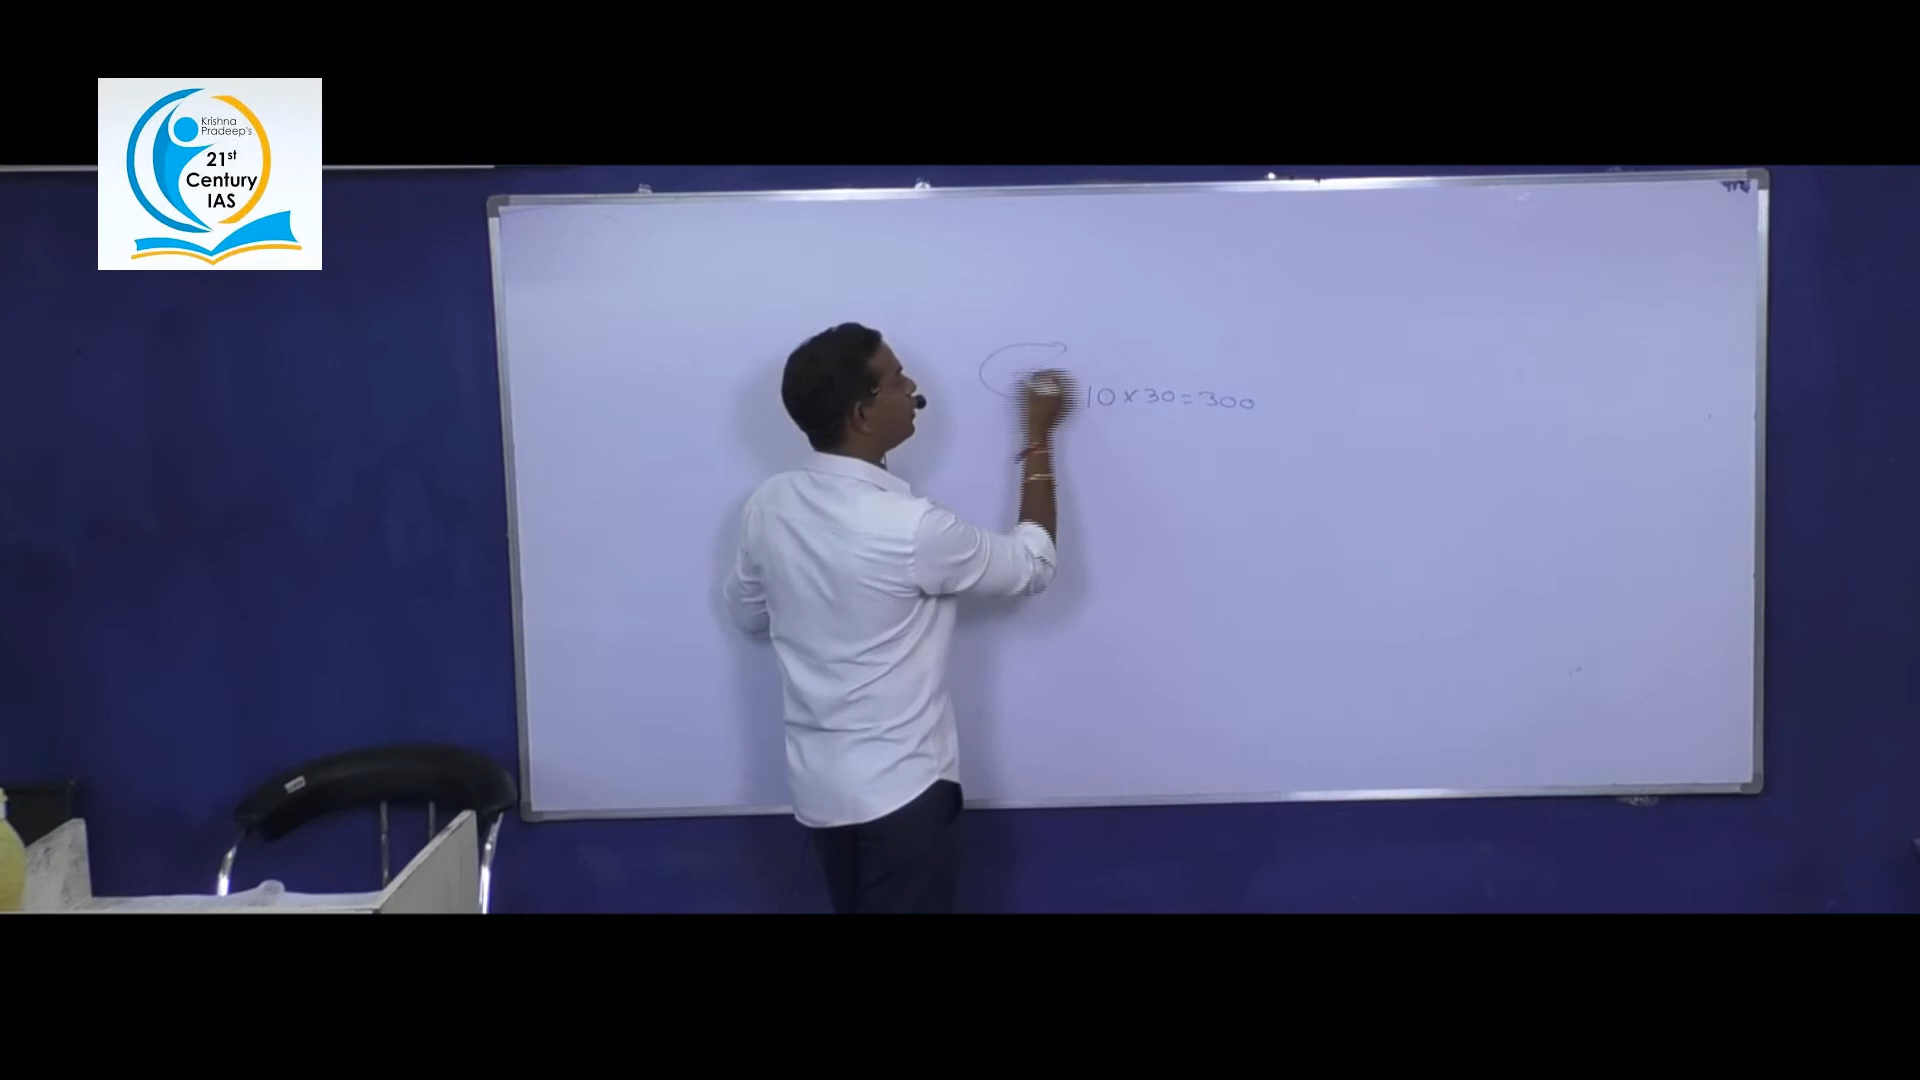 Krishna
Pradeep's
21st
Century
IAS
10 × 30 = 300